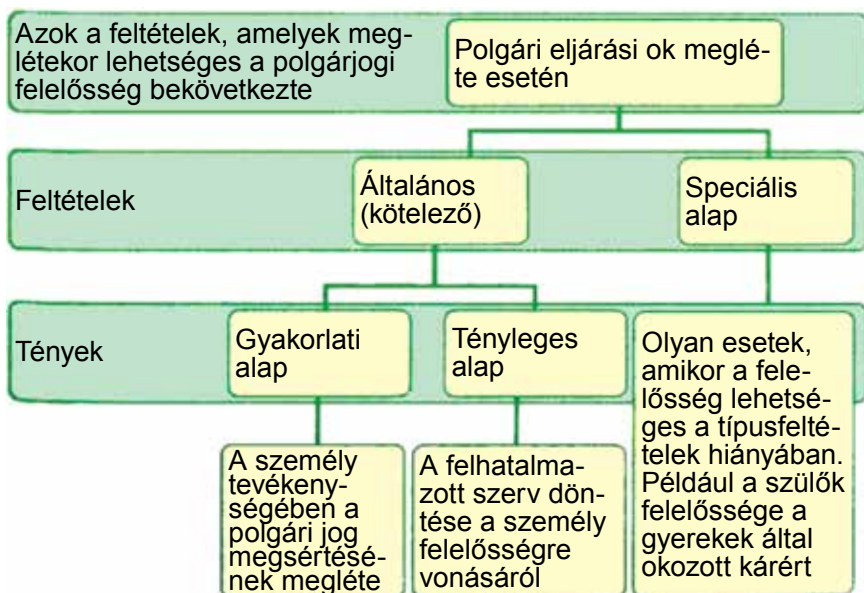 Azok a feltételek, amelyek meg-
létekor lehetséges a polgárjogi
felelősség bekövetkezte
Polgári eljárási ok meglé-
te esetén
Feltételek
Általános
(kötelező)
Speciális
alap
Tények
Gyakorlati
alap
Tényleges
alap
Olyan esetek,
amikor a fele-
lősség lehetsé-
ges a típusfelté-
telek hiányában.
Például a szülők
felelőssége a
gyerekek által
okozott kárért
A személy
tevékeny-
ségében a
polgári jog
megsértésé-
nek megléte
A felhatalma-
zott szerv dön-
tése a személy
felelősségre
vonásáról